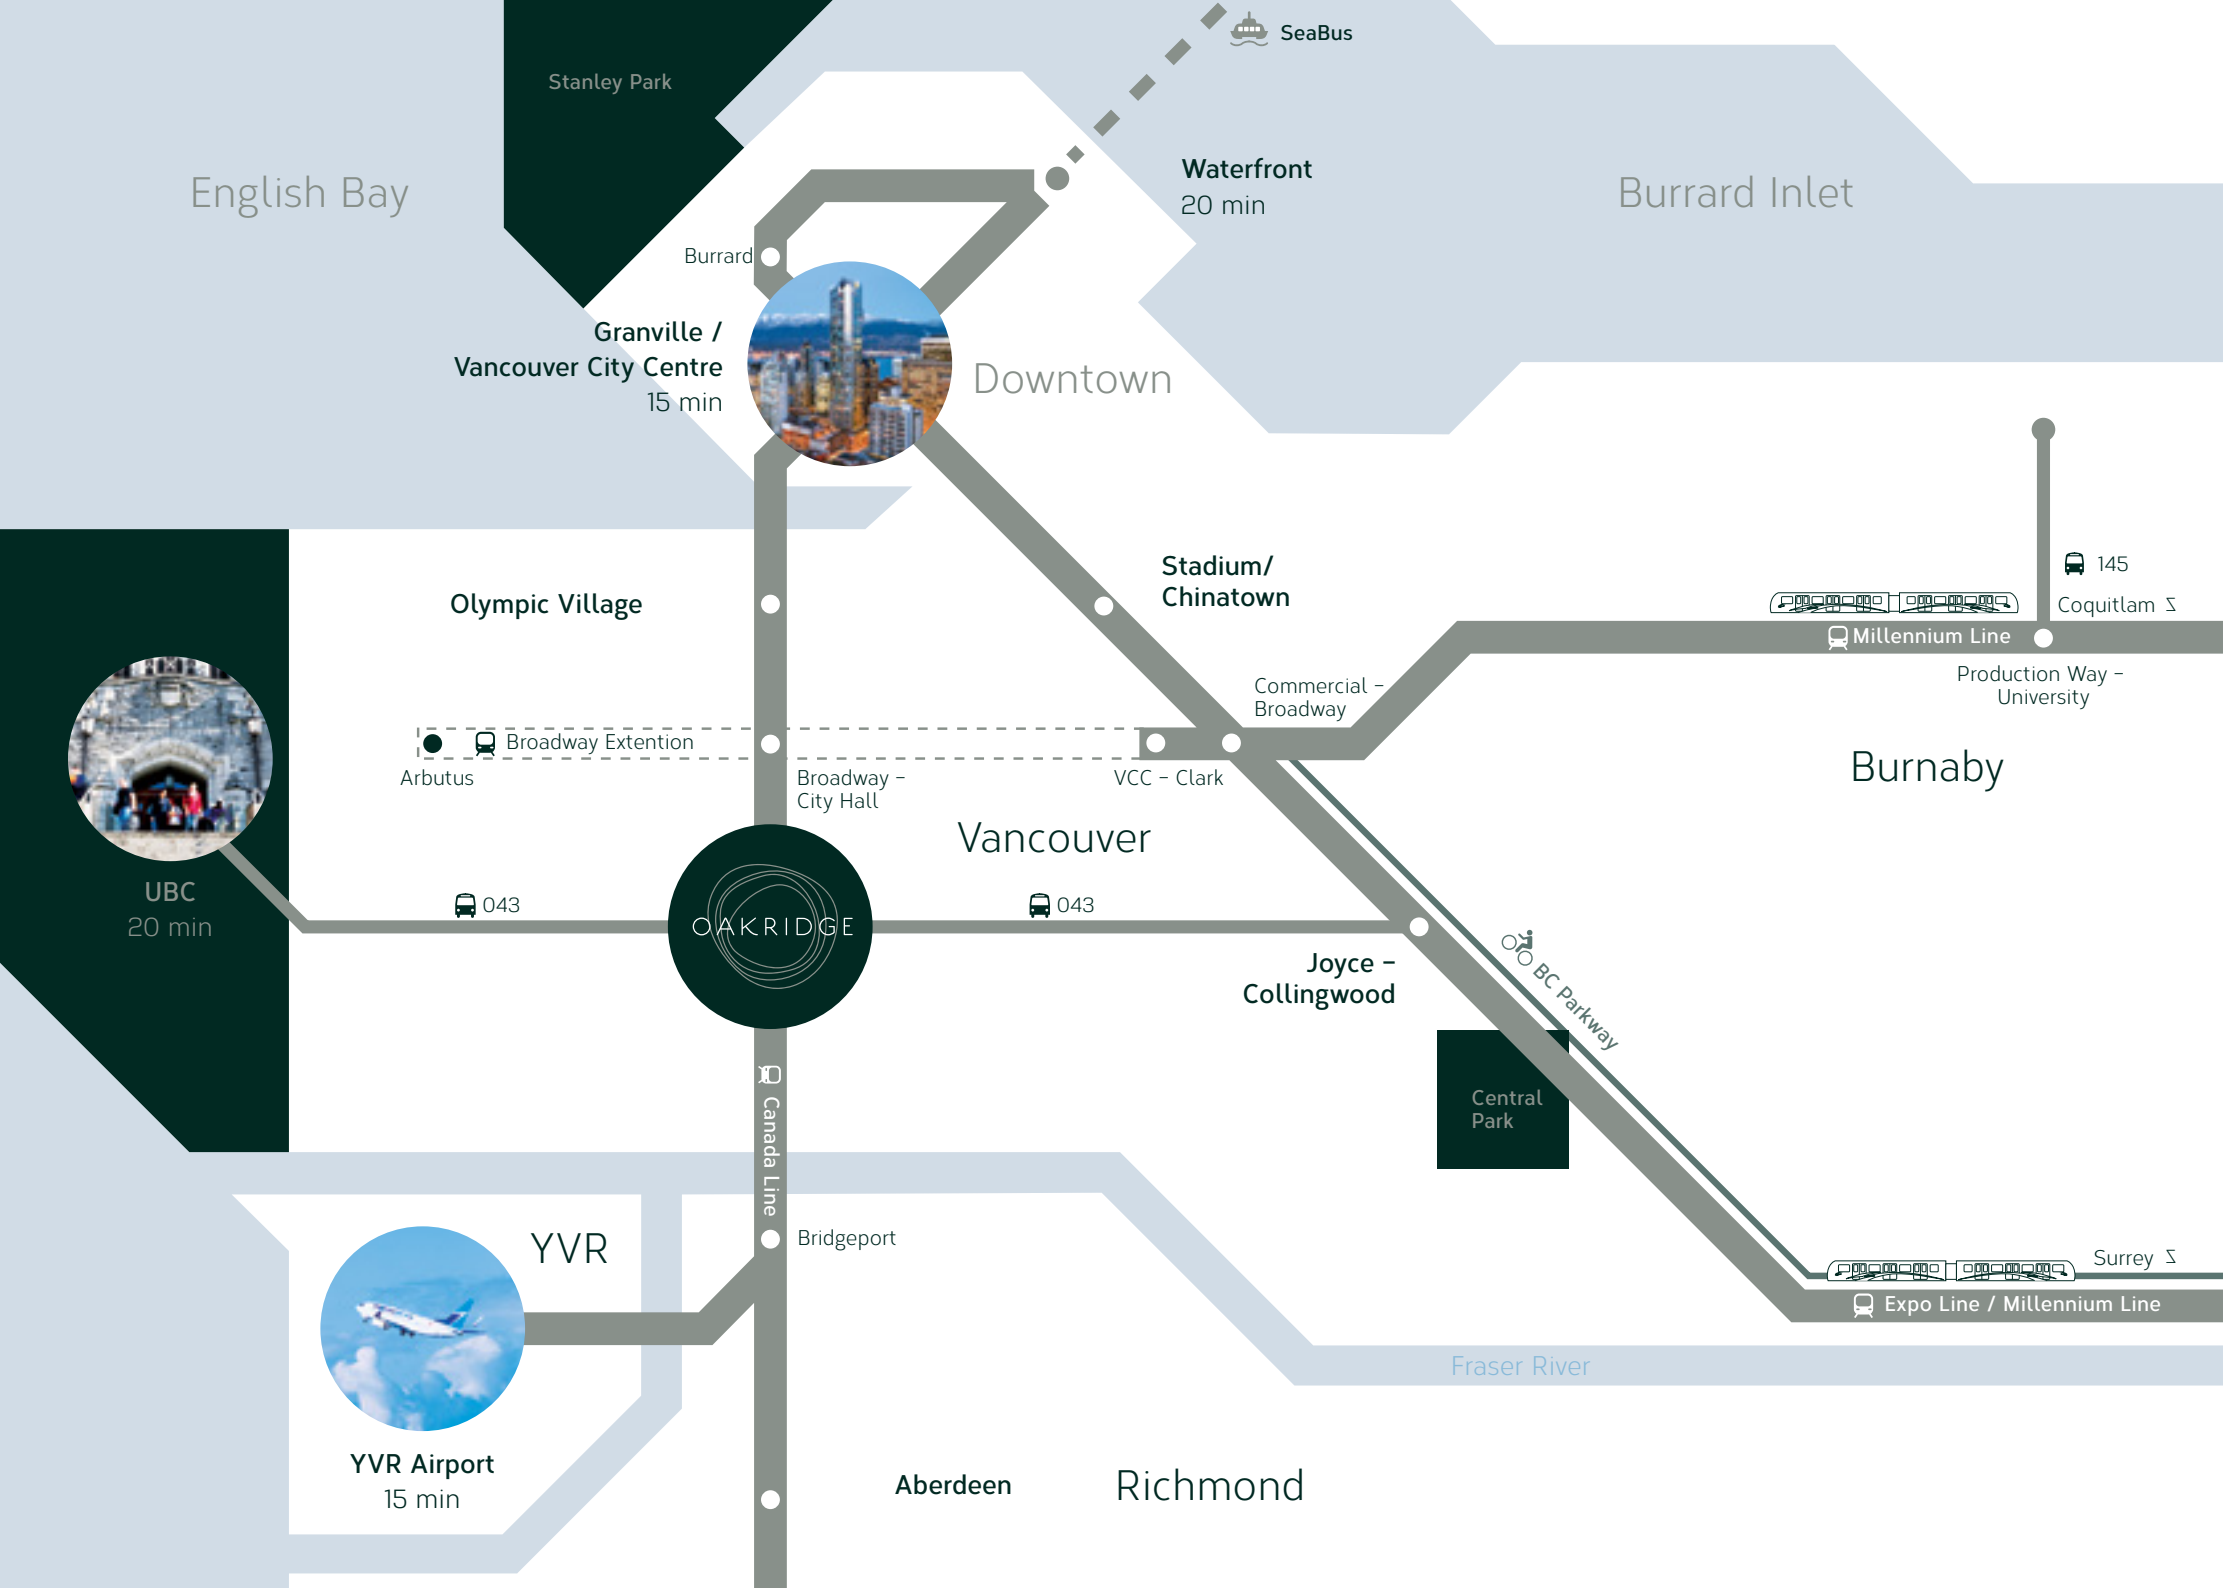 SeaBus
Stanley Park
Waterfront
20 min
English Bay
Burrard Inlet
Burrard
Granville /
Vancouver City Centre
15 min
Downtown
Stadium/
Chinatown
Olympic Village
145
Coquitlam
Millennium Line
Production Way –
University
Commercial –
Broadway
Broadway Extention
Arbutus
Broadway –
City Hall
VCC – Clark
Burnaby
Vancouver
UBC
20 min
043
OAKRIDGE
043
Joyce –
Collingwood
BC Parkway
Central
Park
Canada Line
YVR
Bridgeport
Surrey
Expo Line / Millennium Line
Fraser River
YVR Airport
15 min
Aberdeen
Richmond